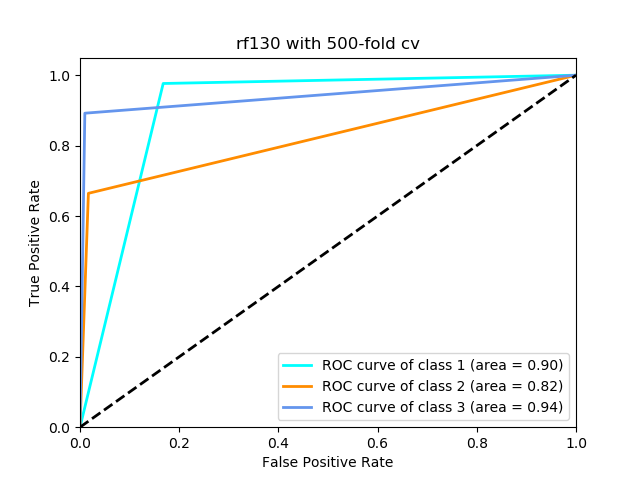 rf130 with 500-fold cv
1.0
0.8
0.6
0.4
0.2
0.0
True Positive Rate
ROC curve of class 1 (area = 0.90)
ROC curve of class 2 (area = 0.82)
ROC curve of class 3 (area = 0.94)
0.0 0.2 0.4 0.6 0.8 1.0
False Positive Rate